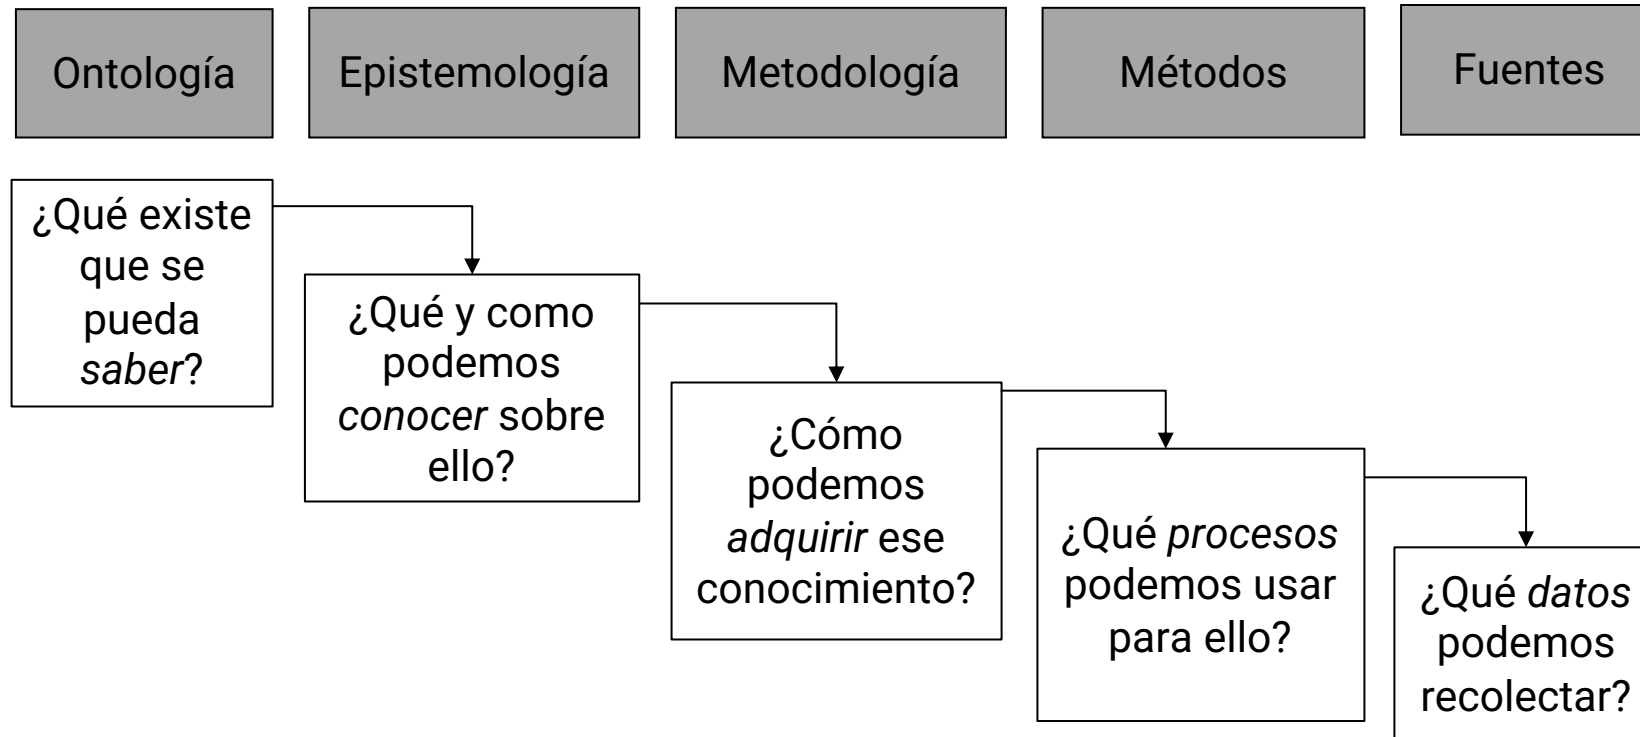 Ontología
Epistemología
Metodología
Métodos
Fuentes
¿Qué existe
que se
pueda
saber?
¿Qué y como
podemos
conocer sobre
ello?
¿Cómo
podemos
adquirir ese
conocimiento?
¿Qué procesos
podemos usar
para ello?
¿Qué datos
podemos
recolectar?